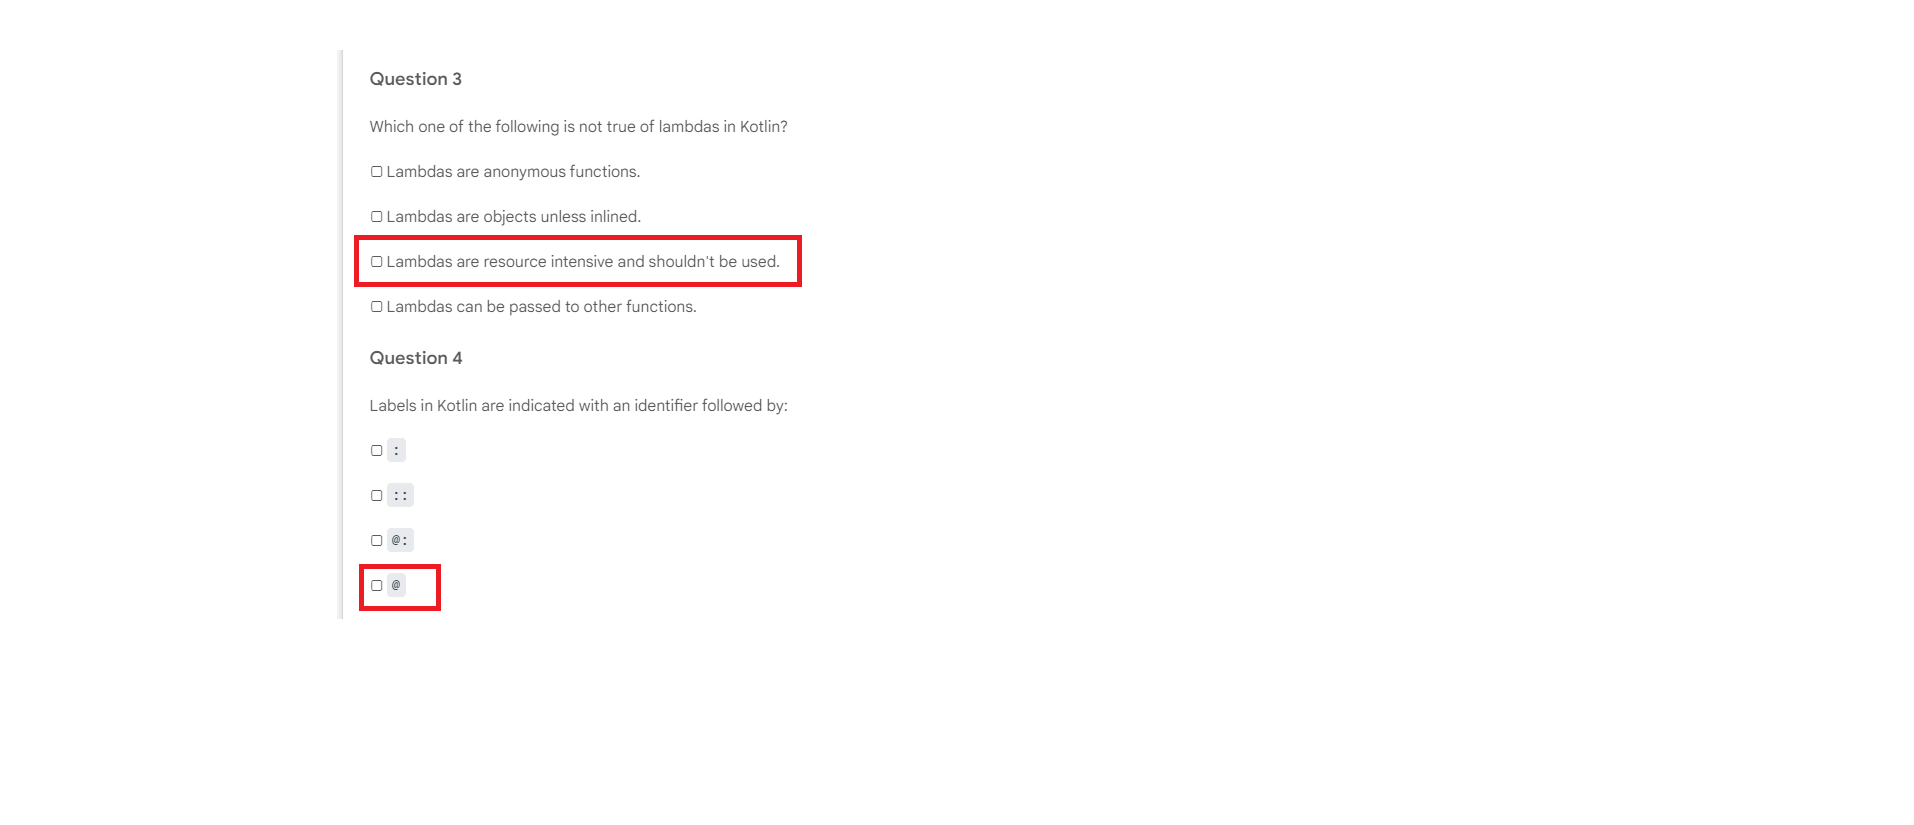 Question 3
Which one of the following is not true of lambdas in Kotlin?
Lambdas are anonymous functions.
Lambdas are objects unless inlined.
Lambdas are resource intensive and shouldn't be used.
Lambdas can be passed to other functions.
Question 4
Labels in Kotlin are indicated with an identifier followed by:
:
::
@:
@